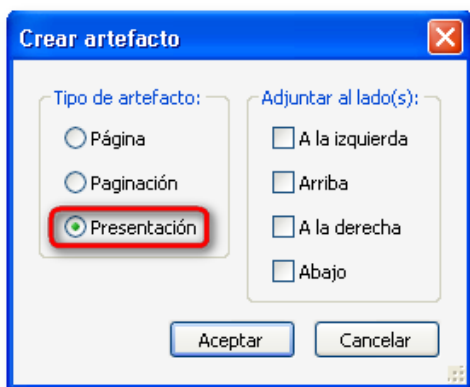 Crear artefacto
Tipo de artefacto:
Página
Paginación
Presentación
Adjuntar al lado(s):
A la izquierda
Arriba
A la derecha
Abajo
Aceptar
Cancelar